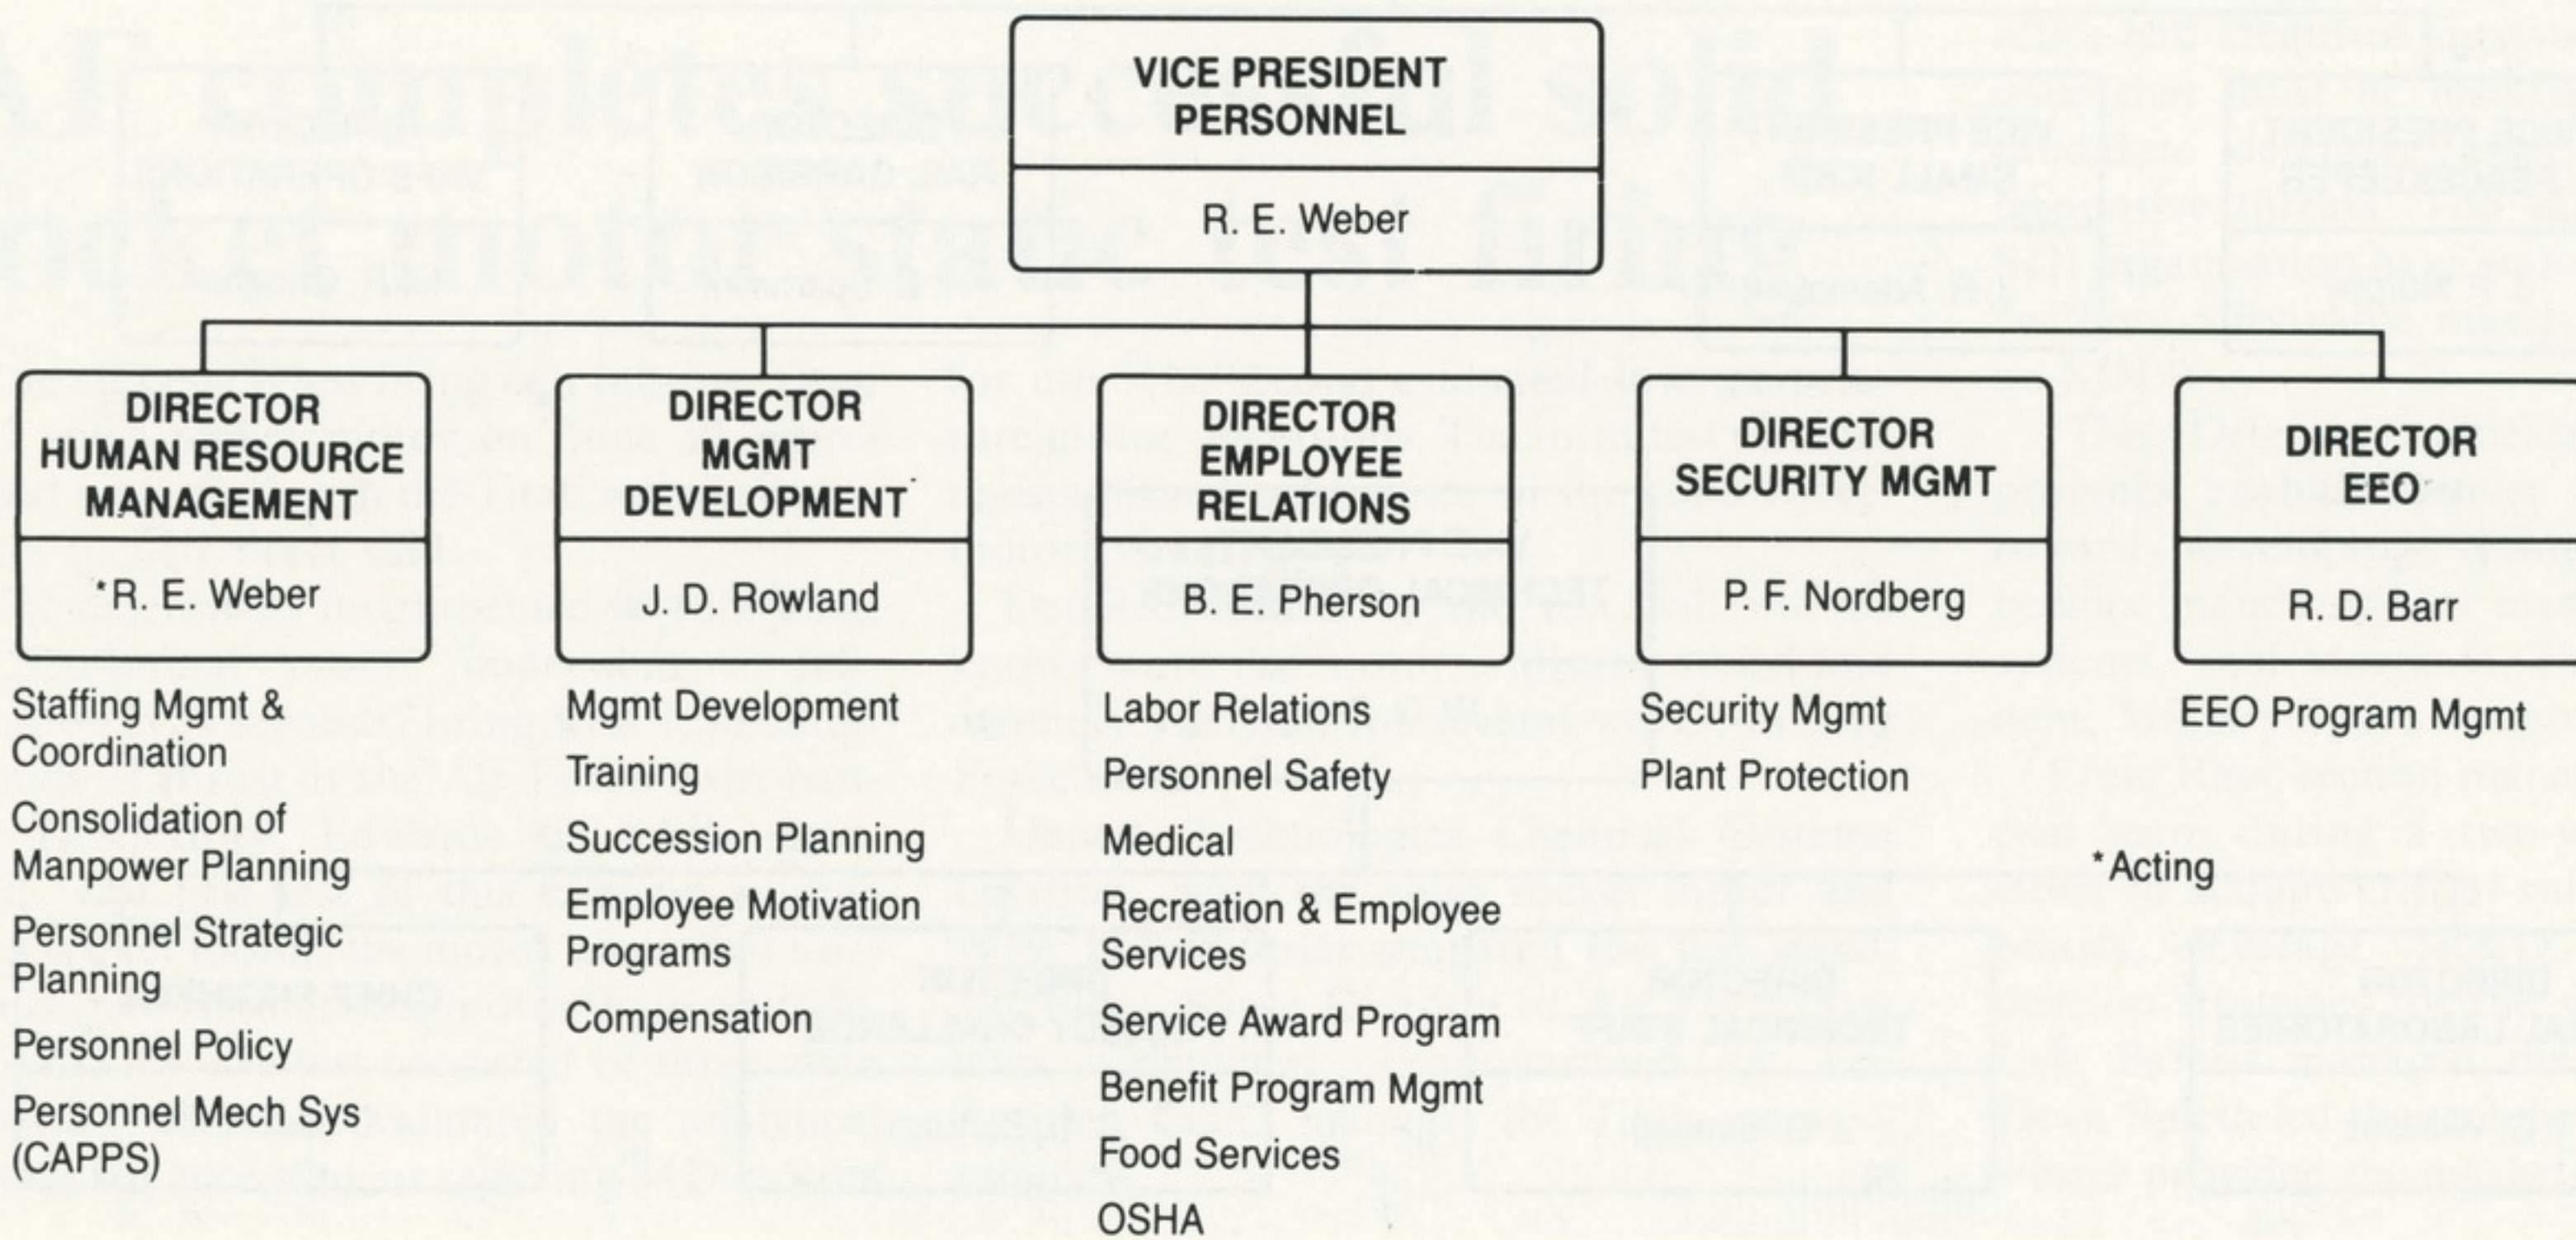 VICE PRESIDENT
PERSONNEL
R. E. Weber
DIRECTOR
HUMAN RESOURCE
MANAGEMENT
*R. E. Weber
Staffing Mgmt &
Coordination
Consolidation of
Manpower Planning
Personnel Strategic
Planning
Personnel Policy
Personnel Mech Sys
(CAPPS)
DIRECTOR
MGMT
DEVELOPMENT
J. D. Rowland
Mgmt Development
Training
Succession Planning
Employee Motivation
Programs
Compensation
DIRECTOR
EMPLOYEE
RELATIONS
B. E. Pherson
Labor Relations
Personnel Safety
Medical
Recreation & Employee
Services
Service Award Program
Benefit Program Mgmt
Food Services
OSHA
DIRECTOR
SECURITY MGMT
P. F. Nordberg
Security Mgmt
Plant Protection
DIRECTOR
EEO
R. D. Barr
EEO Program Mgmt
*Acting